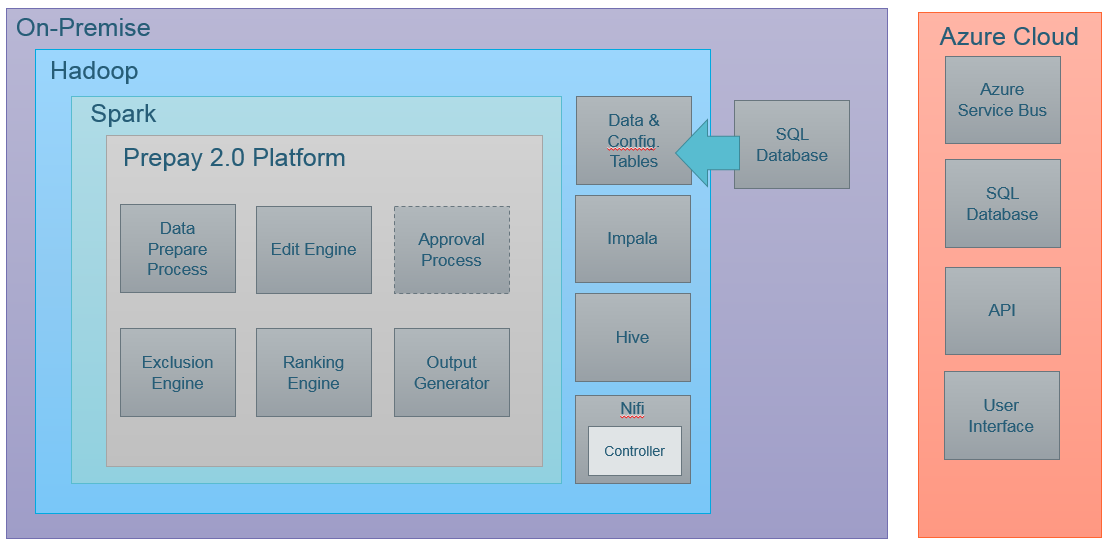 On-Premise
Azure Cloud
Hadoop
Spark
Prepay 2.0 Platform
Data
Prepare
Process
Edit Engine
Approval
Process
Exclusion
Engine
Ranking
Engine
Output
Generator
Data &
Config.
Tables
Impala
Hive
Nifi
Controller
SQL
Database
Azure
Service Bus
SQL
Database
API
User
Interface